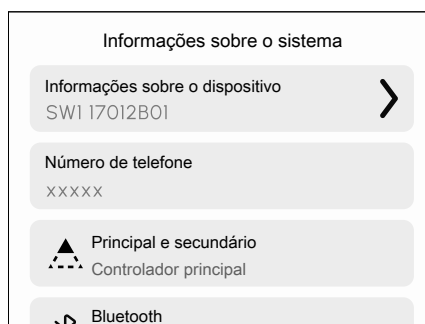 Informações sobre o sistema
Informações sobre o dispositivo
SW1 17012B01
Número de telefone
xxxxx
Principal e secundário
Controlador principal
Bluetooth